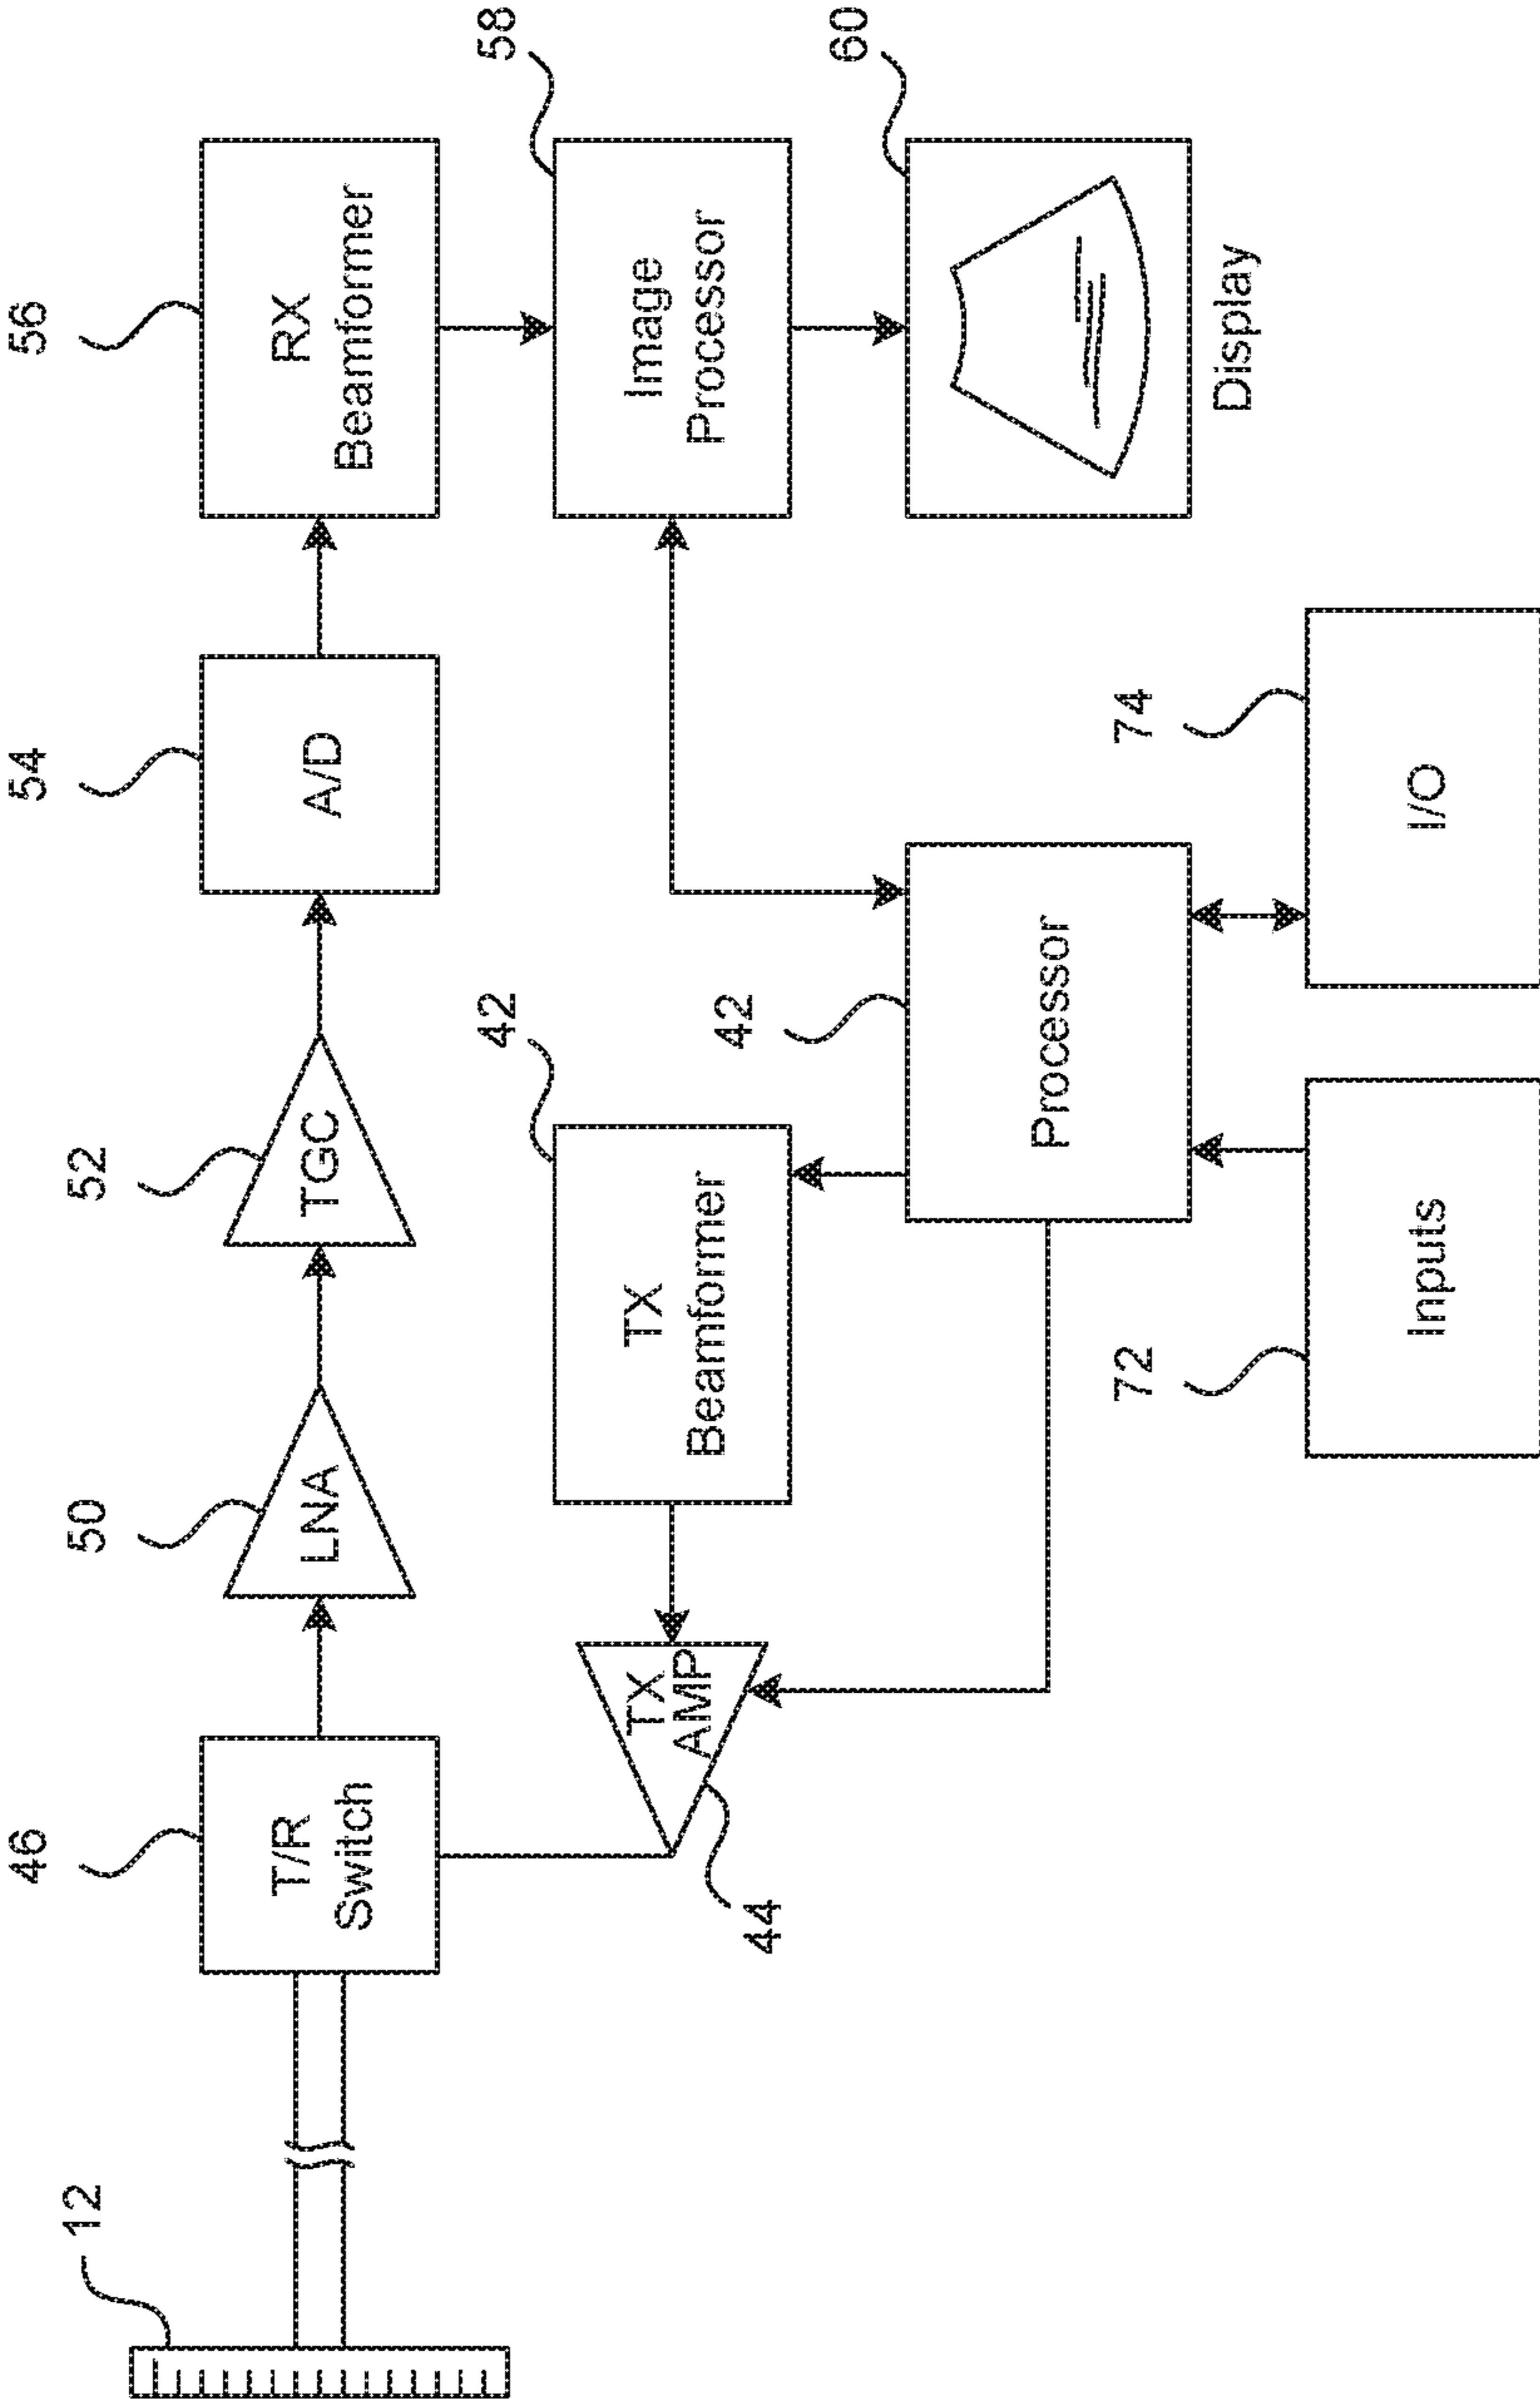 12
46
T/R
Switch
50
LNA
52
TGC
54
A/D
56
RX
Beamformer
44
TX
AMP
42
TX
Beamformer
58
Image
Processor
42
Processor
60
Display
72
Inputs
74
I/O